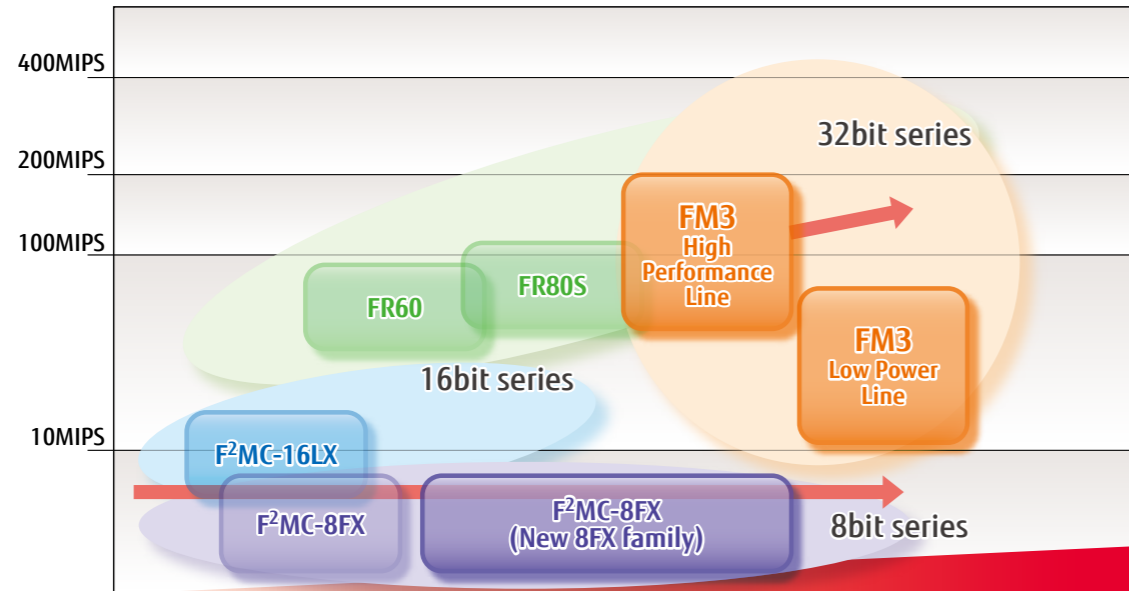 400MIPS
200MIPS
100MIPS
10MIPS
32bit series
FM3
High
Performance
Line
FR80S
FR60
FM3
Low Power
Line
16bit series
F²MC-16LX
F²MC-8FX
F²MC-8FX
(New 8FX family)
8bit series